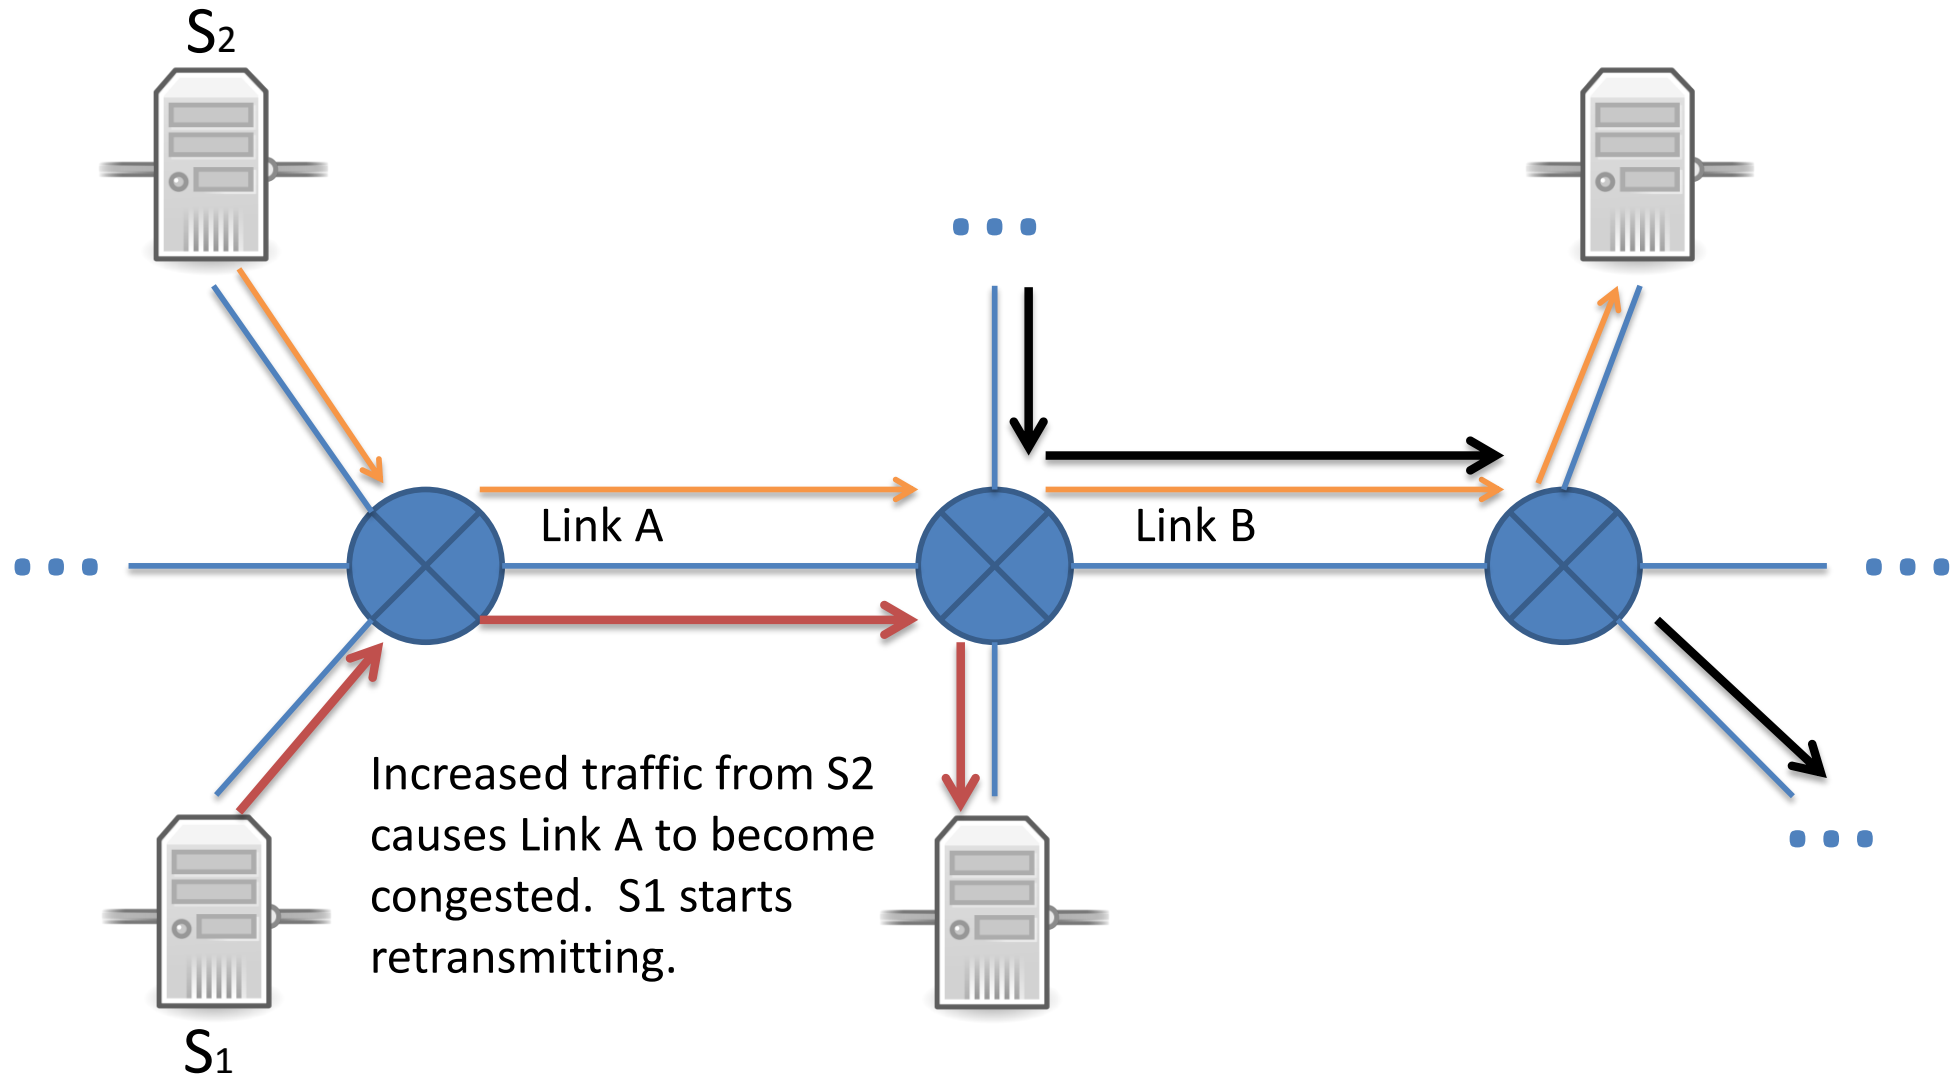 S2
Link A
Link B
Increased traffic from S2
causes Link A to become
congested.  S1 starts
retransmitting.
S1